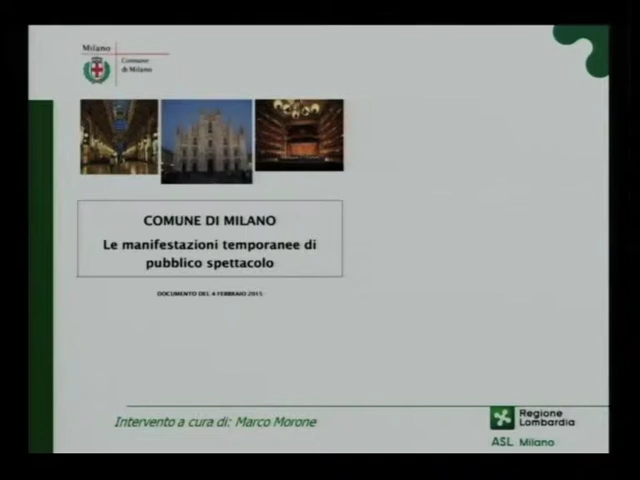 Milano
Comune
di Milano
COMUNE DI MILANO
Le manifestazioni temporanee di
pubblico spettacolo
DOCUMENTO DEL 4 FEBBRAIO 2015
Intervento a cura di: Marco Morone
Regione
Lombardia
ASL Milano